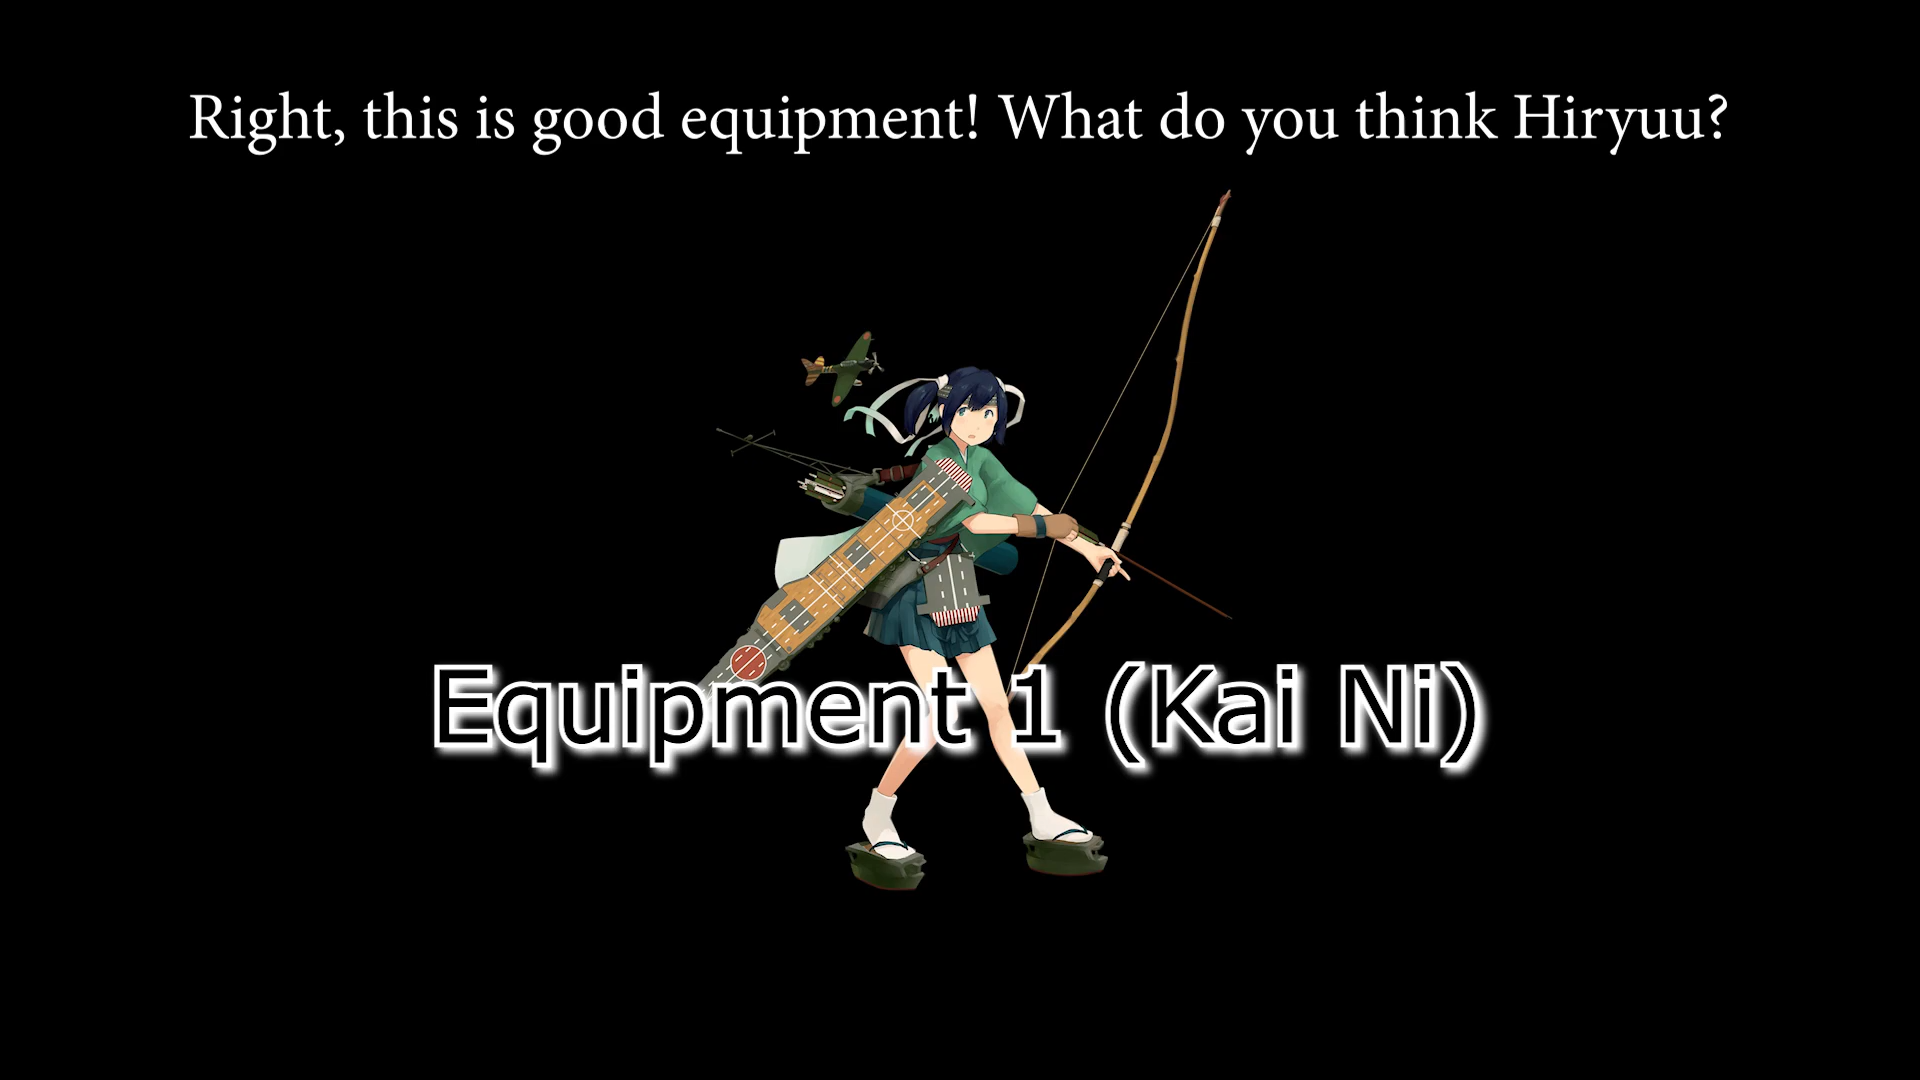 Right, this is good equipment! What do you think Hiryuu?
Equipment 1 (Kai Ni)